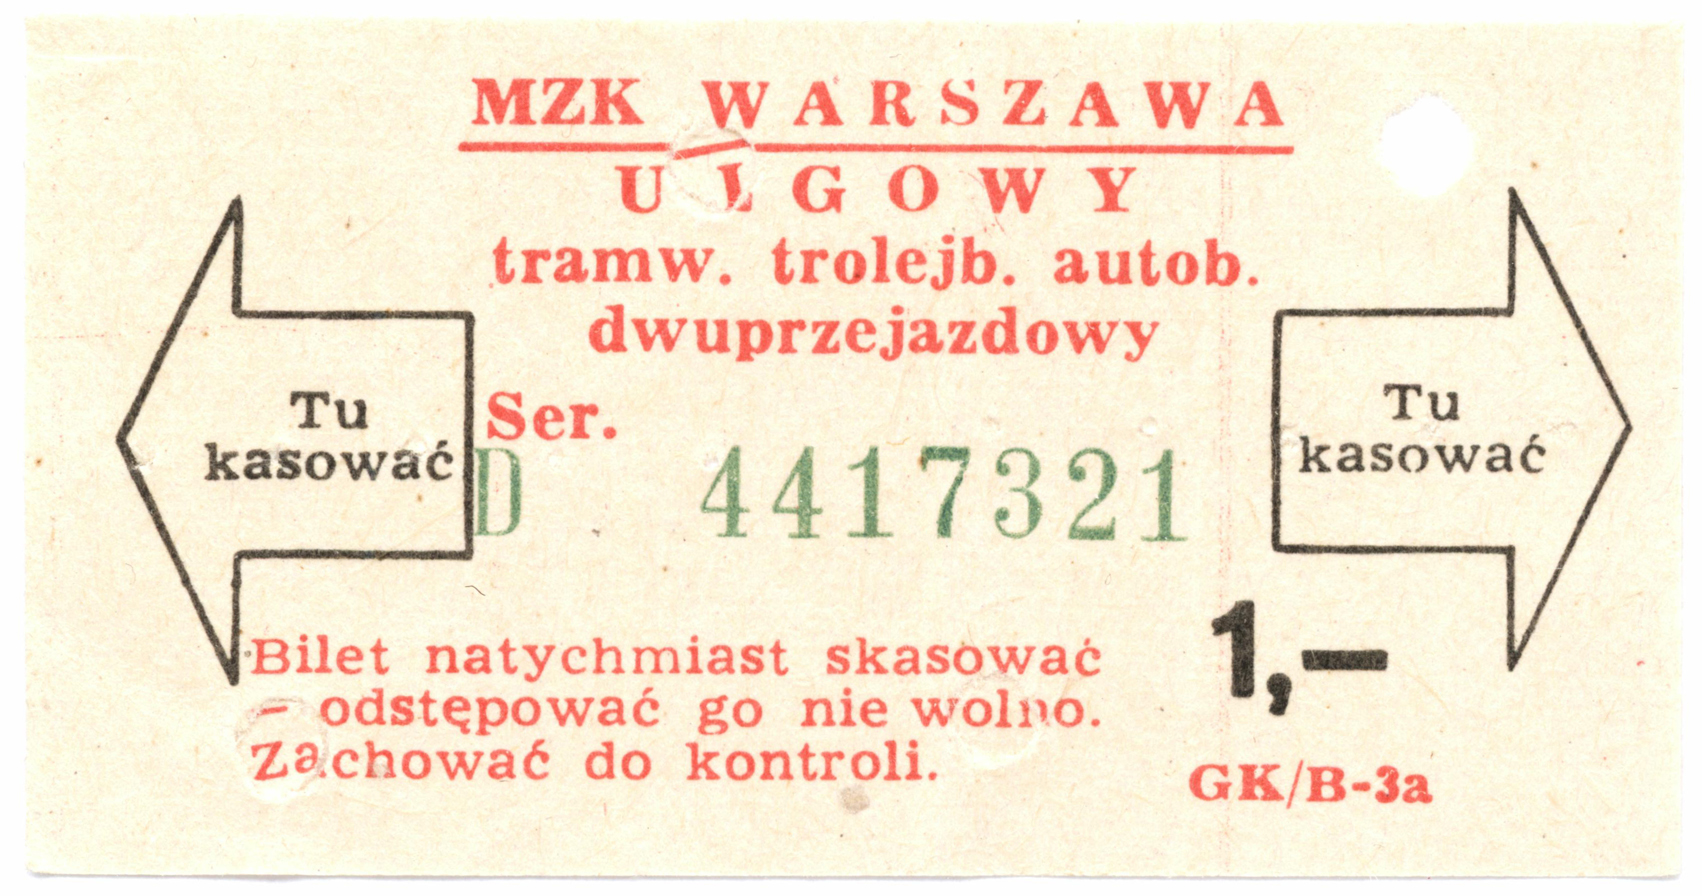 MZK WARSZAWA
ULGOWY
tramw. trolejb. autob.
dwuprzejazdowy
Tu
kasować
Ser.
D 4417321
Tu
kasować
Bilet natychmiast skasować
— odstępować go nie wolno.
Zachować do kontroli.
1,—
GK/B-3a